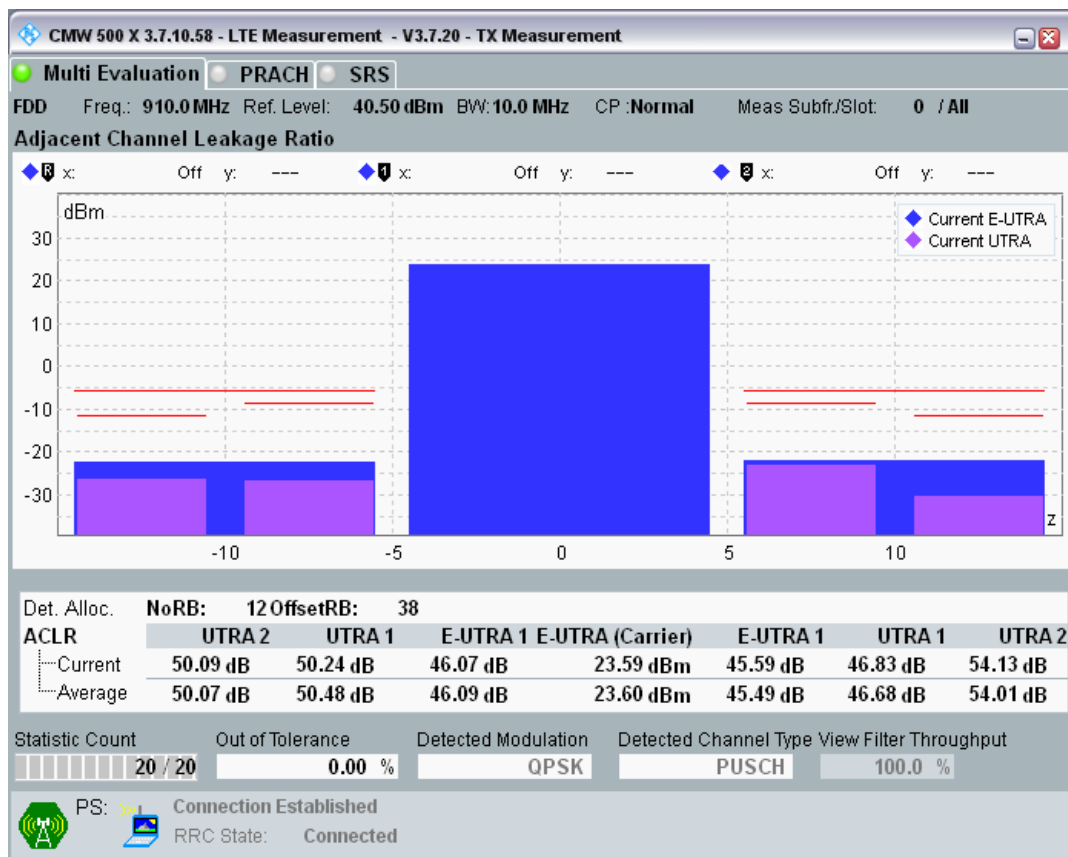 CMW 500 X 3.7.10.58 - LTE Measurement - V3.7.20 - TX Measurement
Multi Evaluation PRACH SRS
FDD Freq.: 910.0 MHz Ref. Level: 40.50 dBm BW: 10.0 MHz CP :Normal Meas Subfr./Slot: 0 / All
Adjacent Channel Leakage Ratio
R x: Off y: --- 1 x: Off y: --- 2 x: Off y: ---
dBm
Current E-UTRA
Current UTRA
30
20
10
0
-10
-20
-30
z
-10 -5 0 5 10
Det. Alloc. NoRB: 12 OffsetRB: 38
ACLR UTRA 2 UTRA 1 E-UTRA 1 E-UTRA (Carrier) E-UTRA 1 UTRA 1 UTRA 2
Current 50.09 dB 50.24 dB 46.07 dB 23.59 dBm 45.59 dB 46.83 dB 54.13 dB
Average 50.07 dB 50.48 dB 46.09 dB 23.60 dBm 45.49 dB 46.68 dB 54.01 dB
Statistic Count Out of Tolerance Detected Modulation Detected Channel Type View Filter Throughput
20 / 20 0.00 % QPSK PUSCH 100.0 %
PS: Connection Established
RRC State: Connected